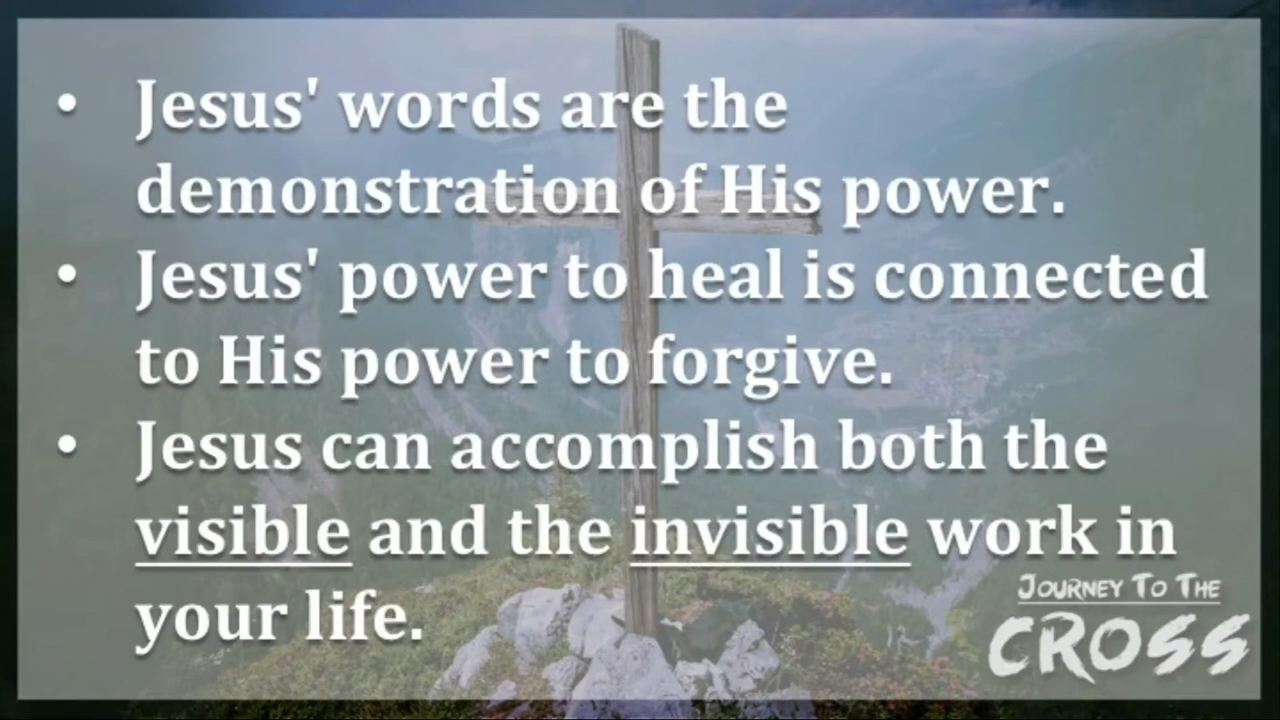 • Jesus' words are the
demonstration of His power.
• Jesus' power to heal is connected
to His power to forgive.
• Jesus can accomplish both the
visible and the invisible work in
your life.
JOURNEY TO THE
CROSS